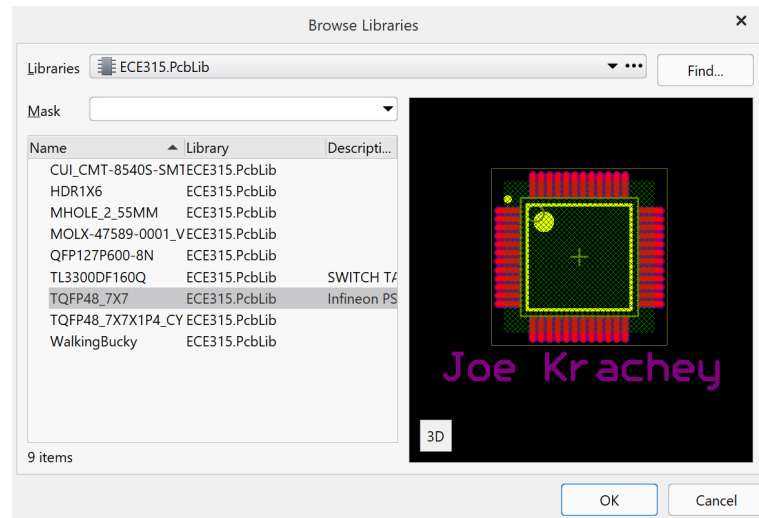 Browse Libraries
Libraries ECE315.PcbLib Find...
Mask
Name Library Descripti...
CUI_CMT-8540S-SMT ECE315.PcbLib
HDR1X6 ECE315.PcbLib
MHOLE_2_55MM ECE315.PcbLib
MOLX-47589-0001_V ECE315.PcbLib
QFP127P600-8N ECE315.PcbLib
TL3300DF160Q ECE315.PcbLib SWITCH TA
TQFP48_7X7 ECE315.PcbLib Infineon PS
TQFP48_7X7X1P4_CY ECE315.PcbLib
WalkingBucky ECE315.PcbLib
Joe Krachey
3D
9 items
OK Cancel